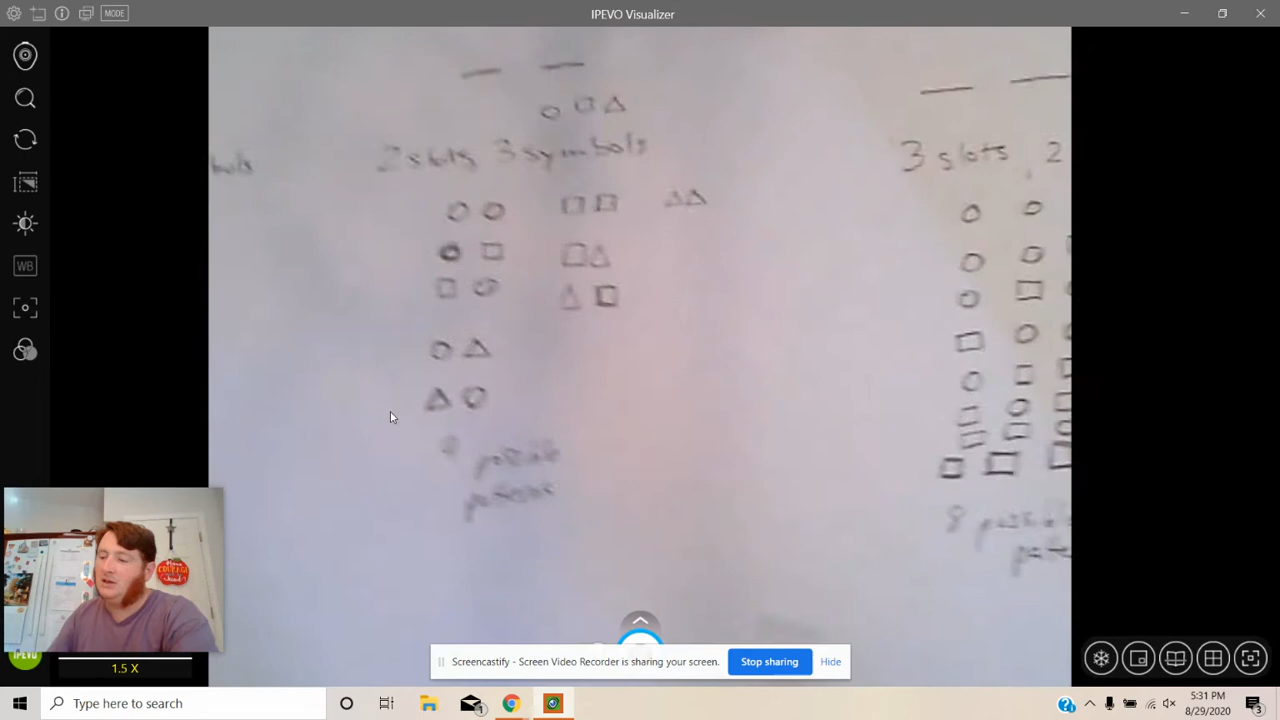 IPEVO Visualizer
MODE
WB
2 slots 3 symbols
possible
patterns
3 slots, 2
8
1.5 X
Screencastify - Screen Video Recorder is sharing your screen.
Stop sharing
Hide
Type here to search
5:31 PM
8/29/2020